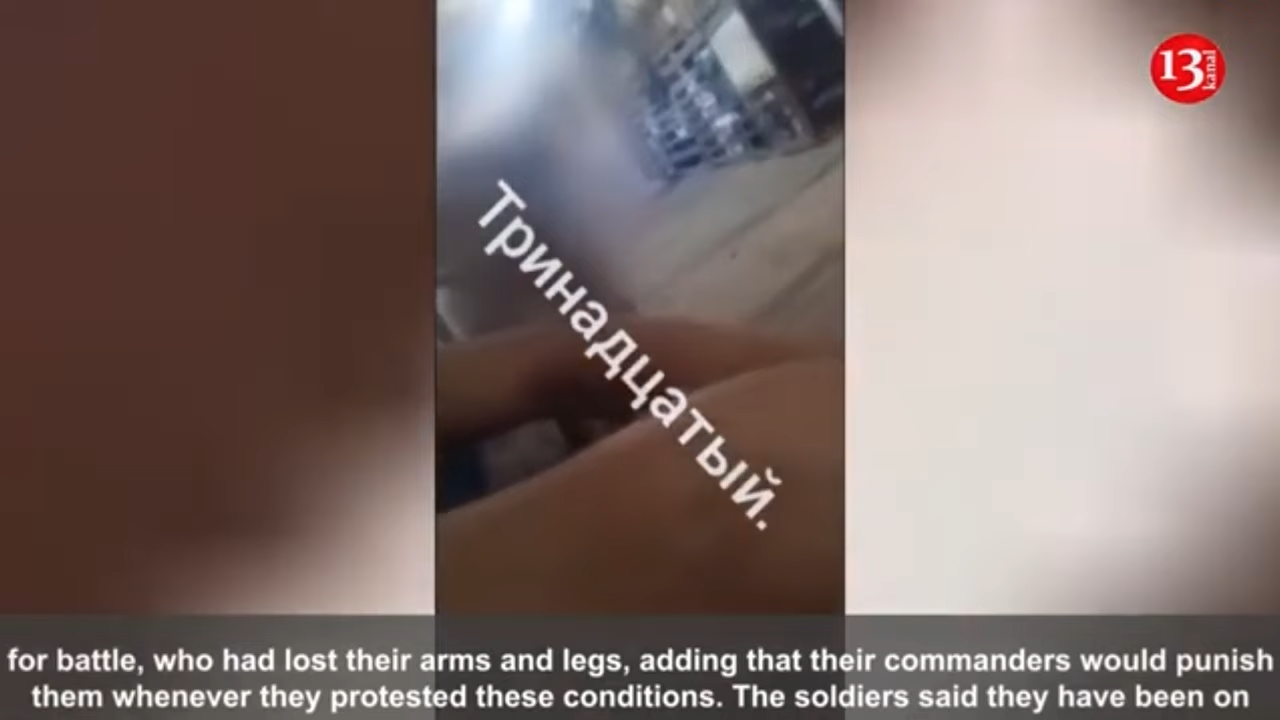 13
kanal
Тринадцатый.
for battle, who had lost their arms and legs, adding that their commanders would punish
them whenever they protested these conditions. The soldiers said they have been on